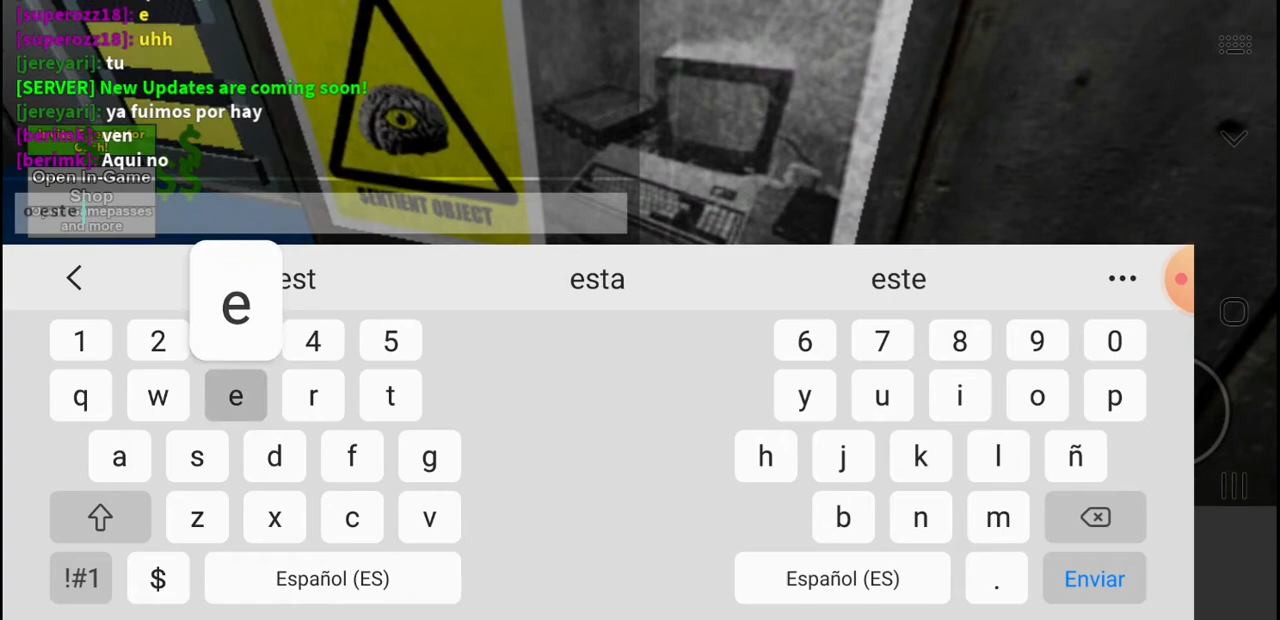 [superozz18]: e
[superozz18]: uhh
[jereyari]: tu
[SERVER] New Updates are coming soon!
[jereyari]: ya fuimos por hay
[berimk]: ven
[berimk]: Aqui no
Open In-Game
Shop
o este
and more
SENTIENT OBJECT
est esta este •••
e
1 2 4 5 6 7 8 9 0
q w e r t y u i o p
a s d f g h j k l ñ
z x c v b n m
!#1 $ Español (ES) Español (ES) . Enviar